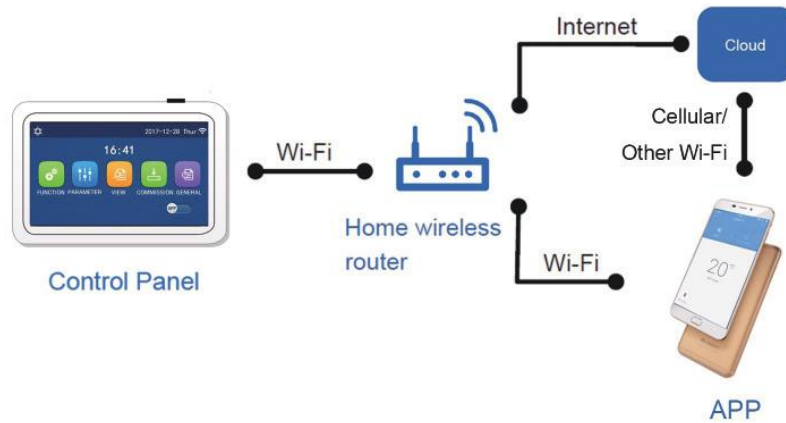 Internet
Cloud
Cellular/
Other Wi-Fi
2017-12-28 Thur.
16:41
FUNCTION PARAMETER VIEW COMMISSION GENERAL
OFF
Wi-Fi
Home wireless
router
Control Panel
Wi-Fi
20°
APP